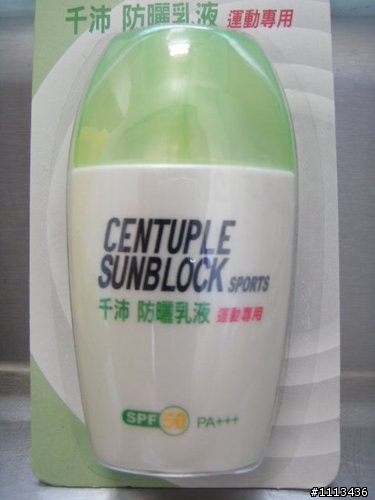 千沛 防曬乳液 運動專用
CENTUPLE
SUNBLOCK SPORTS
千沛 防曬乳液 運動專用
SPF 50 PA+++
#1113436